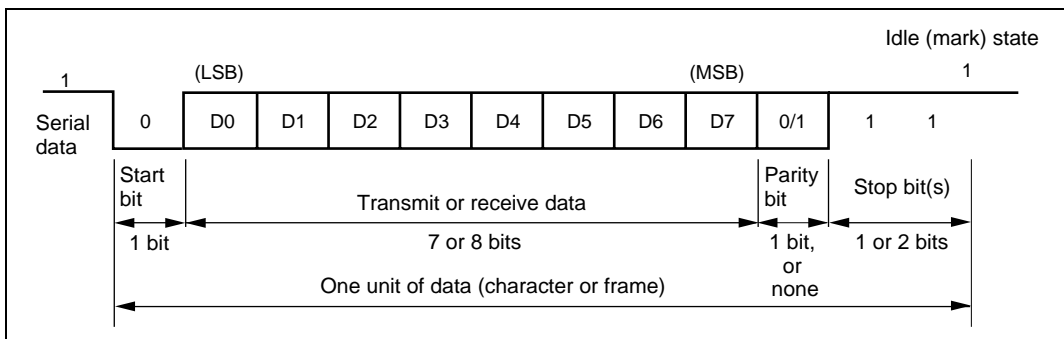 Idle (mark) state
1 (LSB) (MSB) 1
Serial data
0 D0 D1 D2 D3 D4 D5 D6 D7 0/1 1 1
Start bit
Transmit or receive data
Parity bit
Stop bit(s)
1 bit
7 or 8 bits
1 bit, or none
1 or 2 bits
One unit of data (character or frame)